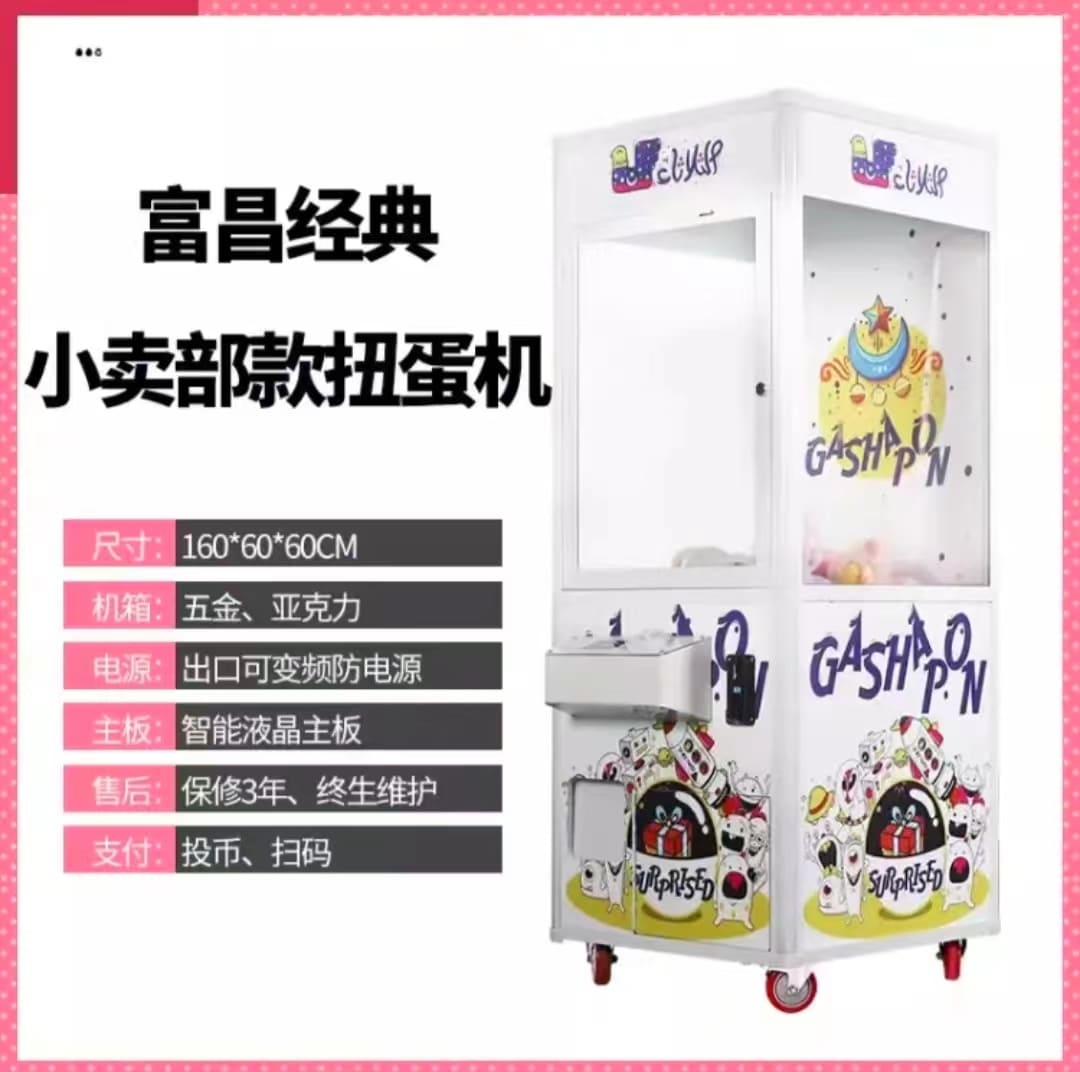 富昌经典
小卖部款扭蛋机
尺寸：160*60*60CM
机箱：五金、亚克力
电源：出口可变频防电源
主板：智能液晶主板
售后：保修3年、终生维护
支付：投币、扫码
GASHAPON
GASHAPON
SURPRISED
SURPRISED